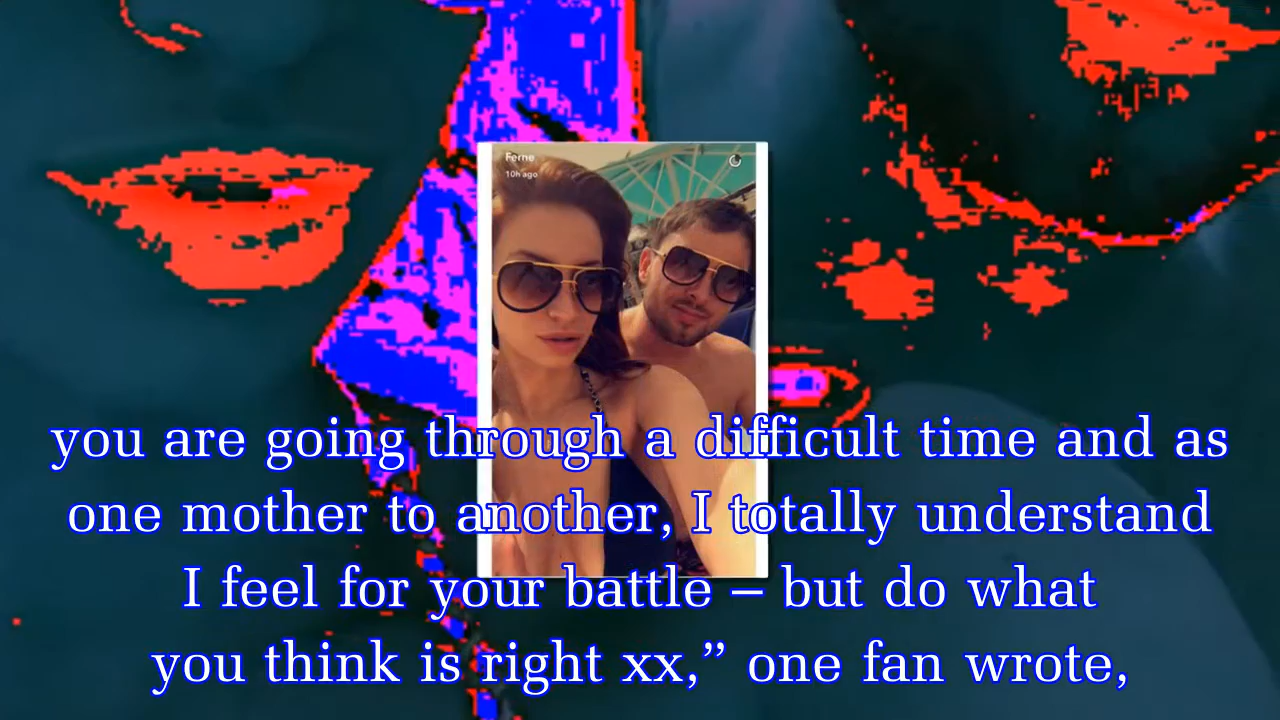 Ferne
10h ago
you are going through a difficult time and as
one mother to another, I totally understand
I feel for your battle – but do what
you think is right xx,” one fan wrote,